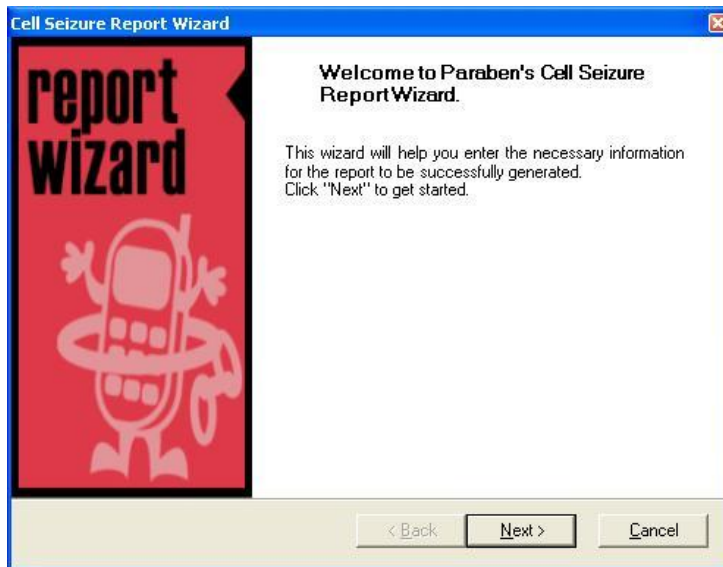 Cell Seizure Report Wizard
report
wizard
Welcome to Paraben's Cell Seizure
Report Wizard.
This wizard will help you enter the necessary information
for the report to be successfully generated.
Click "Next" to get started.
< Back
Next >
Cancel